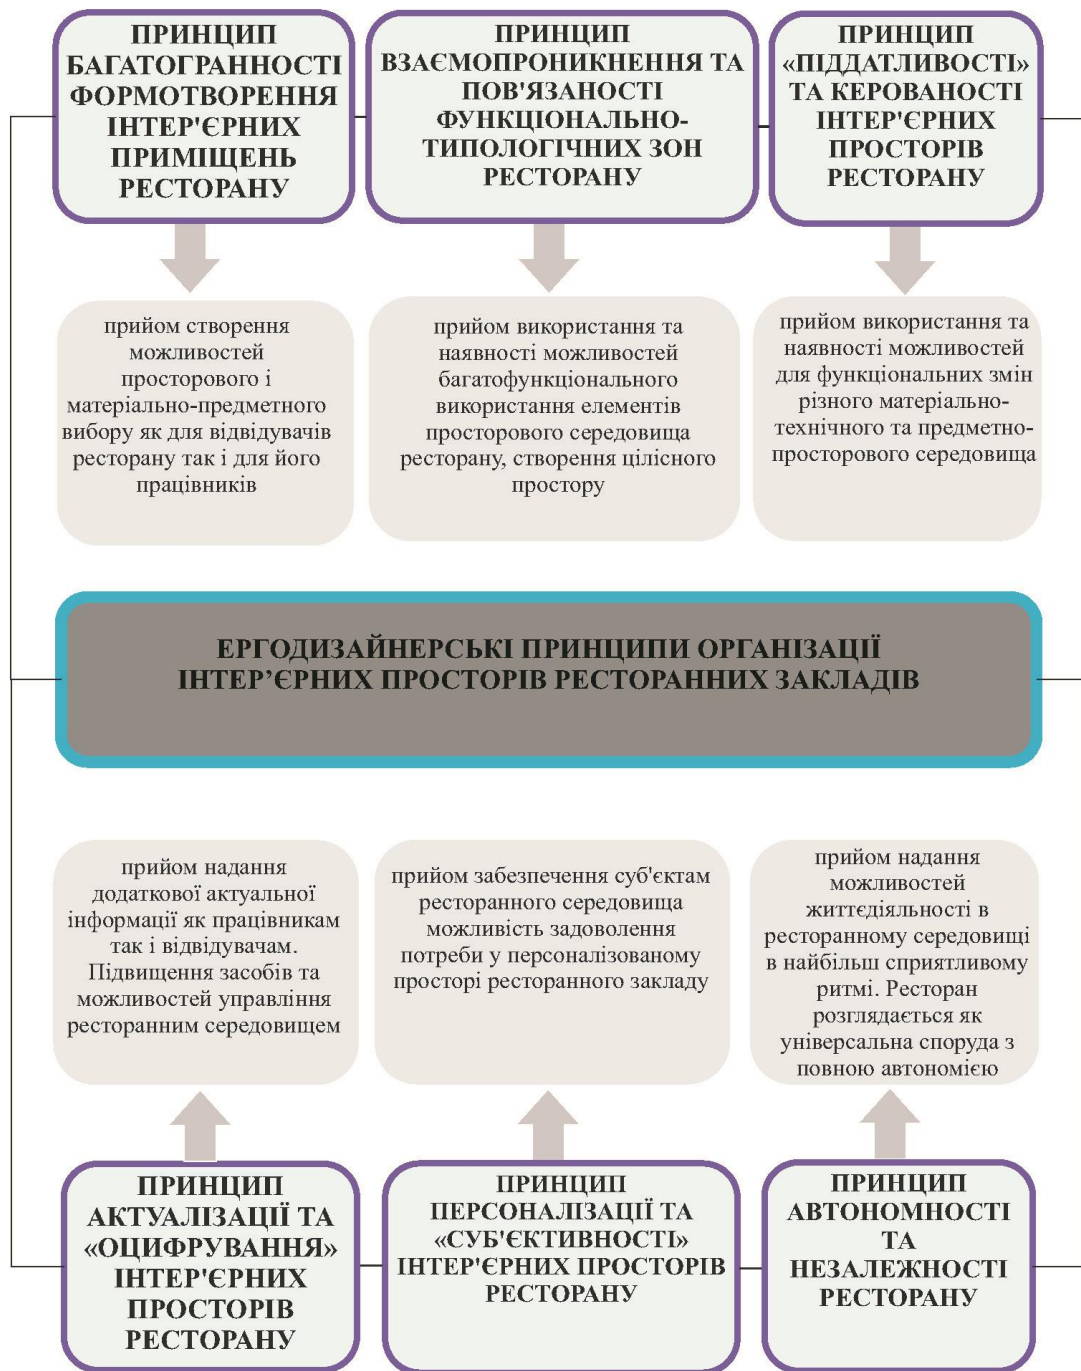 ПРИНЦИП
БАГАТОГРАННОСТІ
ФОРМОТВОРЕННЯ
ІНТЕР'ЄРНИХ
ПРИМІЩЕНЬ
РЕСТОРАНУ
ПРИНЦИП
ВЗАЄМОПРОНИКНЕННЯ ТА
ПОВ'ЯЗАНОСТІ
ФУНКЦІОНАЛЬНО-
ТИПОЛОГІЧНИХ ЗОН
РЕСТОРАНУ
ПРИНЦИП
«ПІДДАТЛИВОСТІ»
ТА КЕРОВАНОСТІ
ІНТЕР'ЄРНИХ
ПРОСТОРІВ
РЕСТОРАНУ
прийом створення
можливостей
просторового і
матеріально-предметного
вибору як для відвідувачів
ресторану так і для його
працівників
прийом використання та
наявності можливостей
багатофункціонального
використання елементів
просторового середовища
ресторану, створення цілісного
простору
прийом використання та
наявності можливостей
для функціональних змін
різного матеріально-
технічного та предметно-
просторового середовища
ЕРГОДИЗАЙНЕРСЬКІ ПРИНЦИПИ ОРГАНІЗАЦІЇ
ІНТЕР’ЄРНИХ ПРОСТОРІВ РЕСТОРАННИХ ЗАКЛАДІВ
прийом надання
додаткової актуальної
інформації як працівникам
так і відвідувачам.
Підвищення засобів та
можливостей управління
ресторанним середовищем
прийом забезпечення суб'єктам
ресторанного середовища
можливість задоволення
потреби у персоналізованому
просторі ресторанного закладу
прийом надання
можливостей
життєдіяльності в
ресторанному середовищі
в найбільш сприятливому
ритмі. Ресторан
розглядається як
універсальна споруда з
повною автономією
ПРИНЦИП
АКТУАЛІЗАЦІЇ ТА
«ОЦИФРУВАННЯ»
ІНТЕР'ЄРНИХ
ПРОСТОРІВ
РЕСТОРАНУ
ПРИНЦИП
ПЕРСОНАЛІЗАЦІЇ ТА
«СУБ'ЄКТИВНОСТІ»
ІНТЕР'ЄРНИХ ПРОСТОРІВ
РЕСТОРАНУ
ПРИНЦИП
АВТОНОМНОСТІ
ТА
НЕЗАЛЕЖНОСТІ
РЕСТОРАНУ